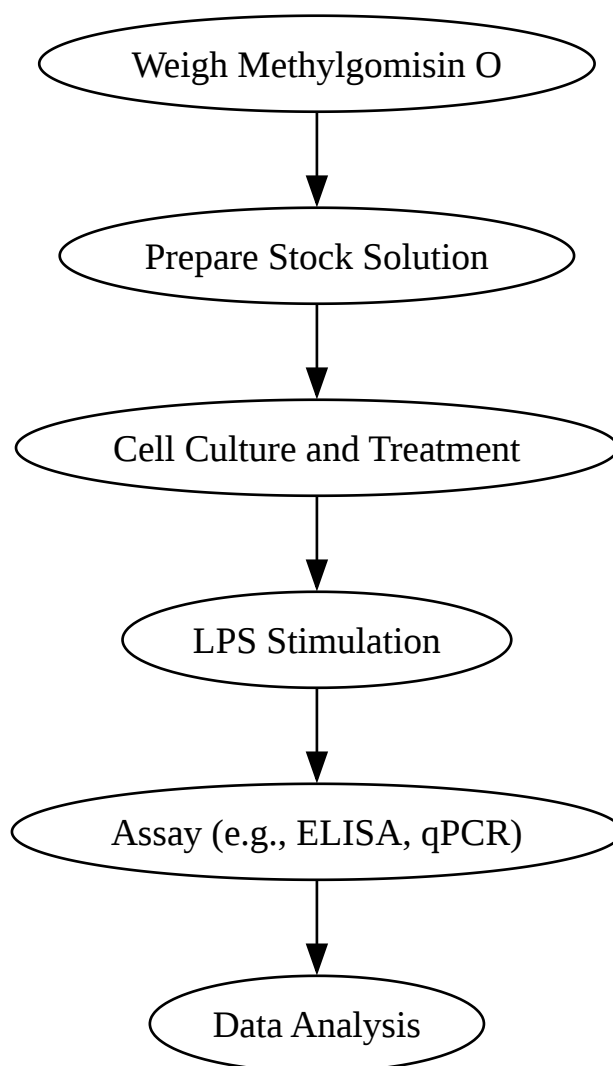 Weigh Methylgomisin O
Prepare Stock Solution
Cell Culture and Treatment
LPS Stimulation
Assay (e.g., ELISA, qPCR)
Data Analysis